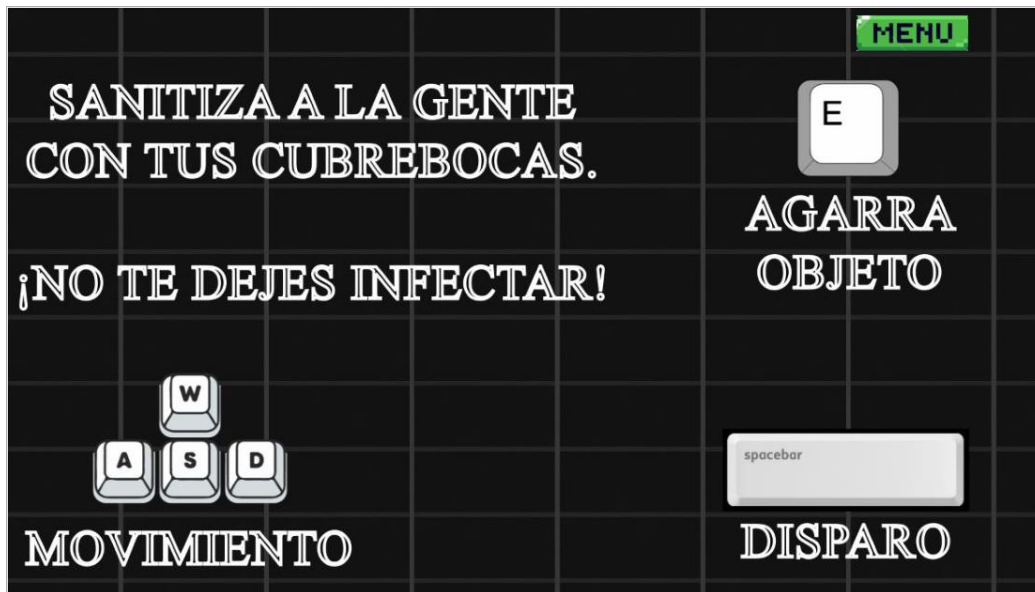 MENU
SANITIZA A LA GENTE
CON TUS CUBREBOCAS.
¡NO TE DEJES INFECTAR!
E
AGARRA
OBJETO
W
A S D
MOVIMIENTO
spacebar
DISPARO